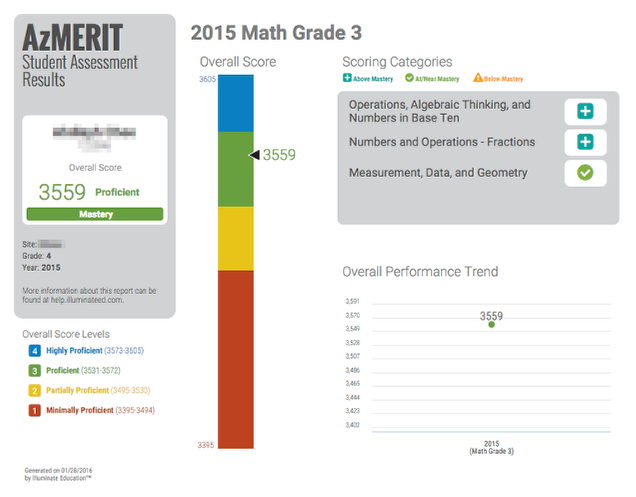 AzMERIT
Student Assessment
Results
Overall Score
3559 Proficient
Mastery
Site:
Grade: 4
Year: 2015
More information about this report can be
found at help.illuminateed.com.
Overall Score Levels
4 Highly Proficient (3573-3605)
3 Proficient (3531-3572)
2 Partially Proficient (3495-3530)
1 Minimally Proficient (3395-3494)
Generated on 01/28/2016
by Illuminate Education™
2015 Math Grade 3
Overall Score
3605
3559
3395
Scoring Categories
Above Mastery At/Near Mastery Below Mastery
Operations, Algebraic Thinking, and
Numbers in Base Ten
Numbers and Operations - Fractions
Measurement, Data, and Geometry
Overall Performance Trend
3,591
3,570
3,549
3,528
3,507
3,486
3,465
3,444
3,423
3,402
3559
2015
(Math Grade 3)